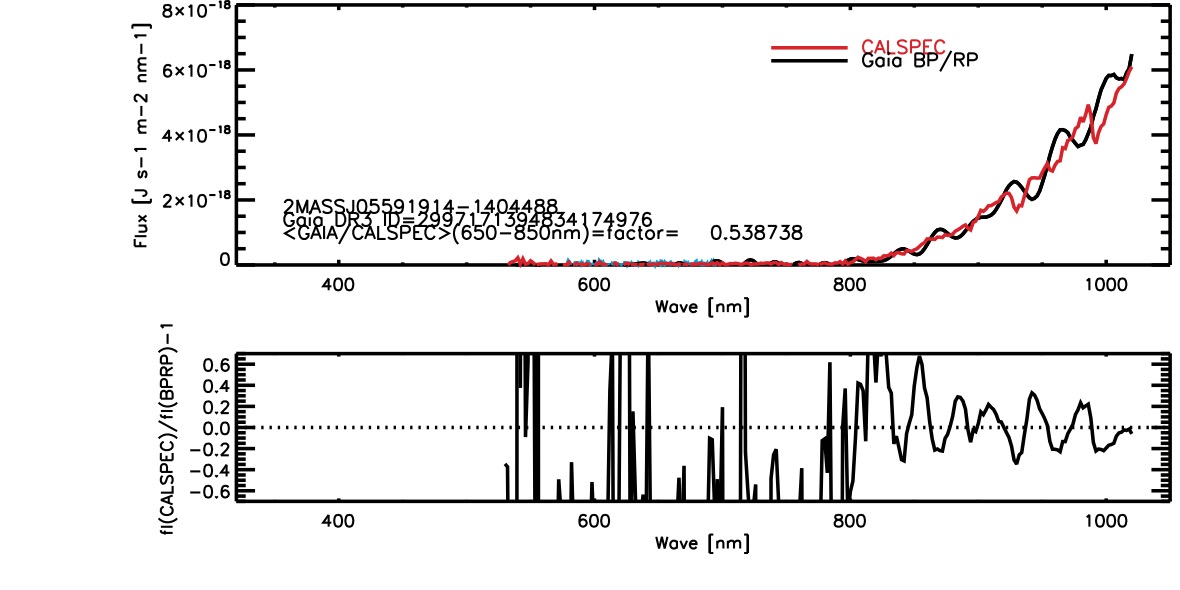 8×10⁻¹⁸
6×10⁻¹⁸
4×10⁻¹⁸
2×10⁻¹⁸
0
Flux [J s−1 m−2 nm−1]
CALSPEC
Gaia BP/RP
2MASSJ05591914−1404488
Gaia DR3 ID=2997171394834174976
<GAIA/CALSPEC>(650−850nm)=factor= 0.538738
400 600 800 1000
Wave [nm]
fl(CALSPEC)/fl(BPRP)−1
0.6
0.4
0.2
0.0
−0.2
−0.4
−0.6
400 600 800 1000
Wave [nm]